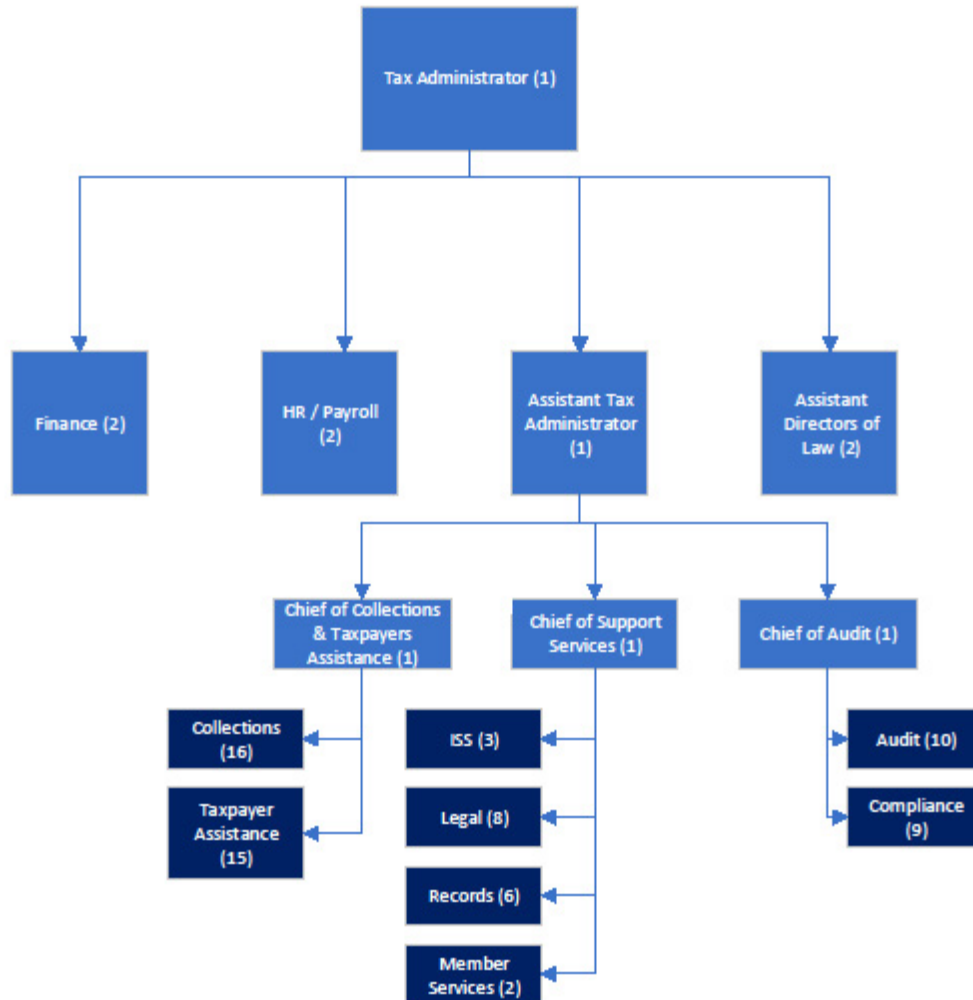 Tax Administrator (1)
Finance (2)
HR / Payroll
(2)
Assistant Tax
Administrator
(1)
Assistant
Directors of
Law (2)
Chief of Collections
& Taxpayers
Assistance (1)
Chief of Support
Services (1)
Chief of Audit (1)
Collections
(16)
Taxpayer
Assistance
(15)
ISS (3)
Legal (8)
Records (6)
Member
Services (2)
Audit (10)
Compliance
(9)